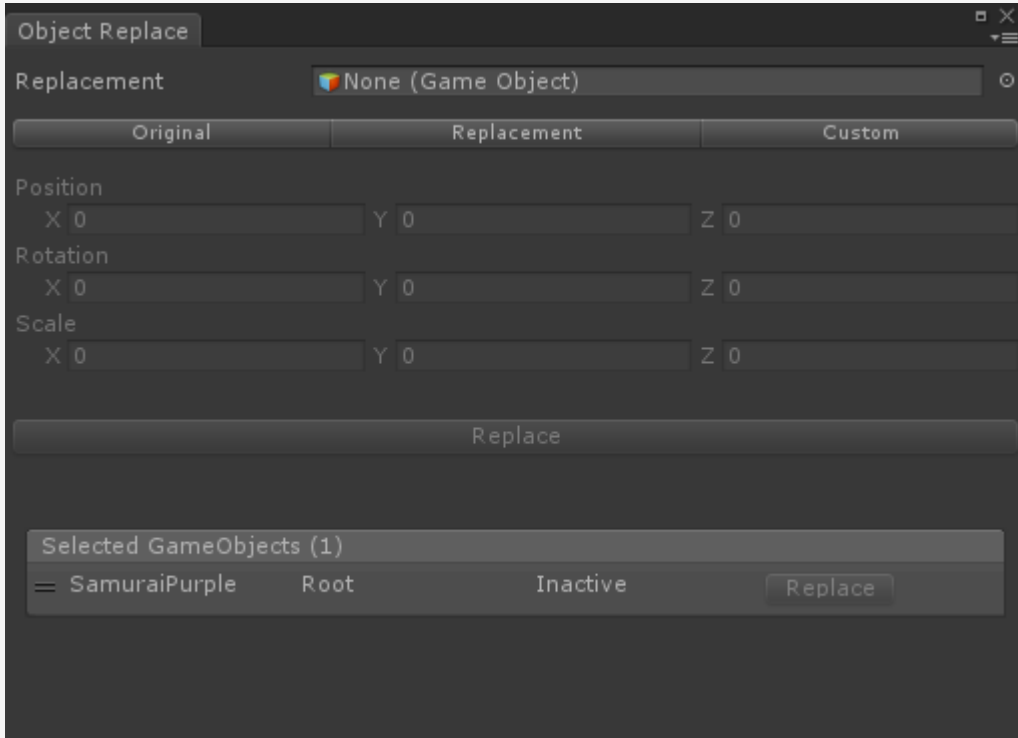 Object Replace
Replacement None (Game Object)
Original Replacement Custom
Position
X 0 Y 0 Z 0
Rotation
X 0 Y 0 Z 0
Scale
X 0 Y 0 Z 0
Replace
Selected GameObjects (1)
SamuraiPurple Root Inactive Replace